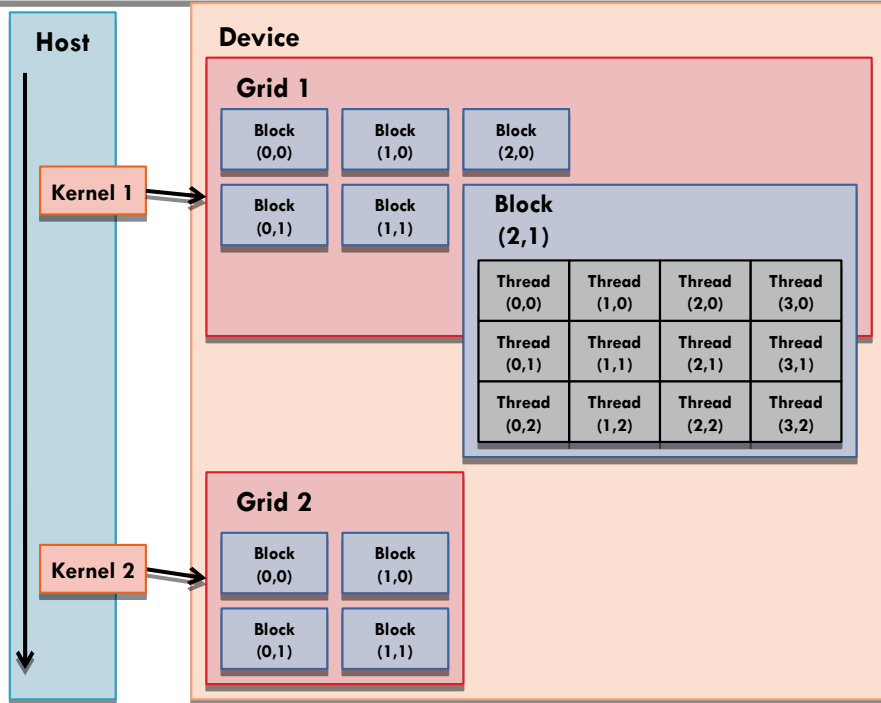 Host
Device
Grid 1
Block
(0,0)
Block
(1,0)
Block
(2,0)
Kernel 1
Block
(0,1)
Block
(1,1)
Block
(2,1)
Thread
(0,0)
Thread
(1,0)
Thread
(2,0)
Thread
(3,0)
Thread
(0,1)
Thread
(1,1)
Thread
(2,1)
Thread
(3,1)
Thread
(0,2)
Thread
(1,2)
Thread
(2,2)
Thread
(3,2)
Grid 2
Kernel 2
Block
(0,0)
Block
(1,0)
Block
(0,1)
Block
(1,1)